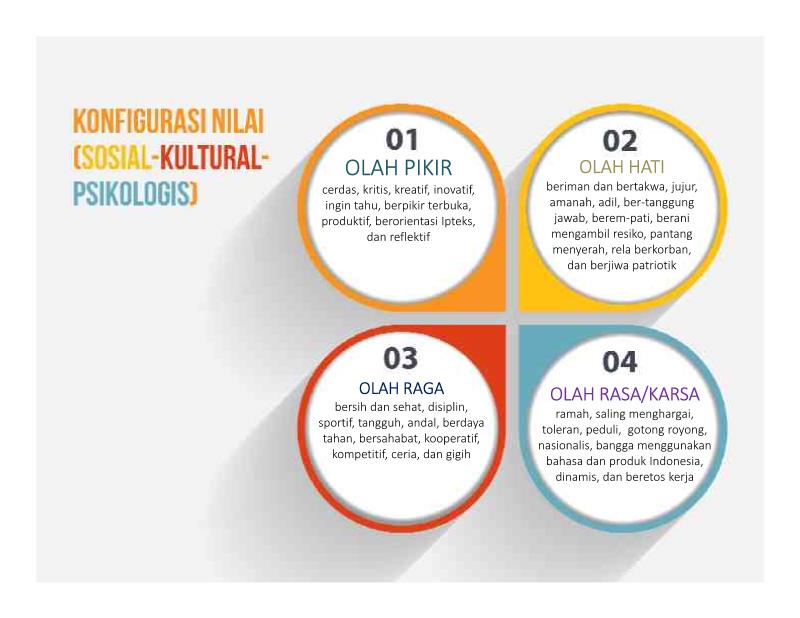 KONFIGURASI NILAI
(SOSIAL-KULTURAL-
PSIKOLOGIS)
01
OLAH PIKIR
cerdas, kritis, kreatif, inovatif,
ingin tahu, berpikir terbuka,
produktif, berorientasi Ipteks,
dan reflektif
02
OLAH HATI
beriman dan bertakwa, jujur,
amanah, adil, ber-tanggung
jawab, berem-pati, berani
mengambil resiko, pantang
menyerah, rela berkorban,
dan berjiwa patriotik
03
OLAH RAGA
bersih dan sehat, disiplin,
sportif, tangguh, andal, berdaya
tahan, bersahabat, kooperatif,
kompetitif, ceria, dan gigih
04
OLAH RASA/KARSA
ramah, saling menghargai,
toleran, peduli, gotong royong,
nasionalis, bangga menggunakan
bahasa dan produk Indonesia,
dinamis, dan beretos kerja